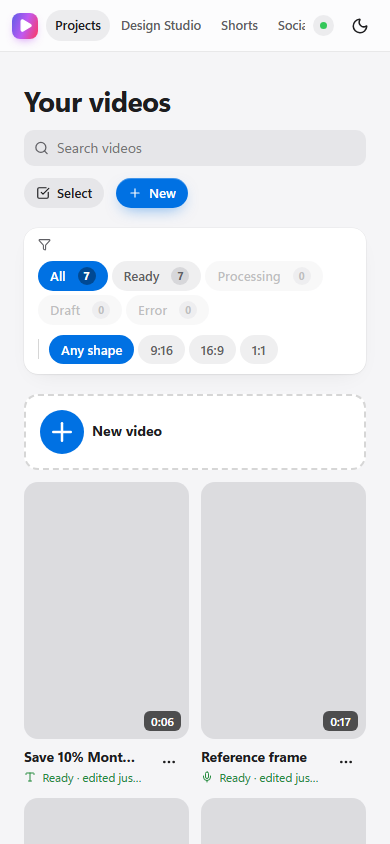 Projects Design Studio Shorts Socia
Your videos
Search videos
Select New
All 7 Ready 7 Processing 0
Draft 0 Error 0
Any shape 9:16 16:9 1:1
New video
0:06 0:17
Save 10% Mont... ... Reference frame ...
Ready · edited jus... Ready · edited jus...